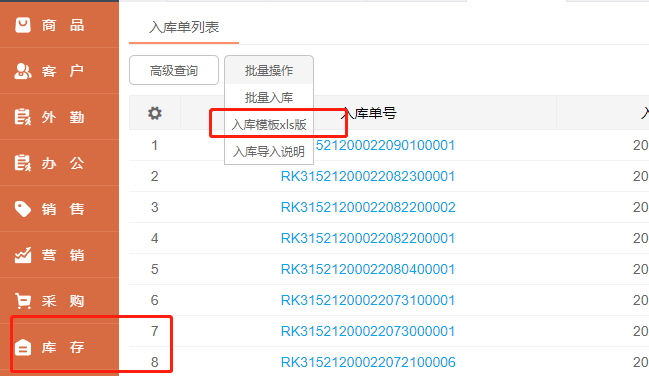 商品
客户
外勤
办公
销售
营销
采购
库存
入库单列表
高级查询
批量操作
批量入库
入库模板xls版
入库导入说明
入库单号
1
2 RK31521200022082300001
3 RK31521200022082200002
4 RK31521200022082200001
5 RK31521200022080400001
6 RK31521200022073100001
7 RK31521200022073000001
8 RK31521200022072100006
20
20
20
20
20
20
20
20